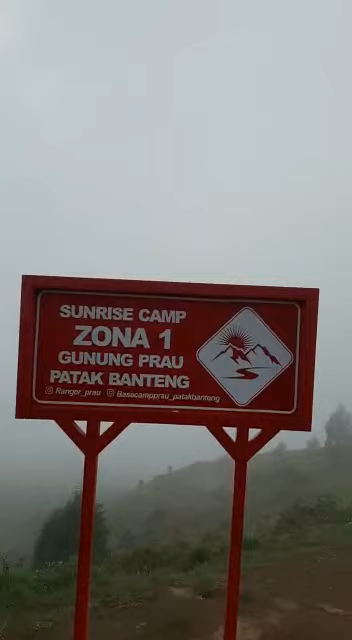 SUNRISE CAMP
ZONA 1
GUNUNG PRAU
PATAK BANTENG
Ranger_prau Basecampprau_patakbanteng